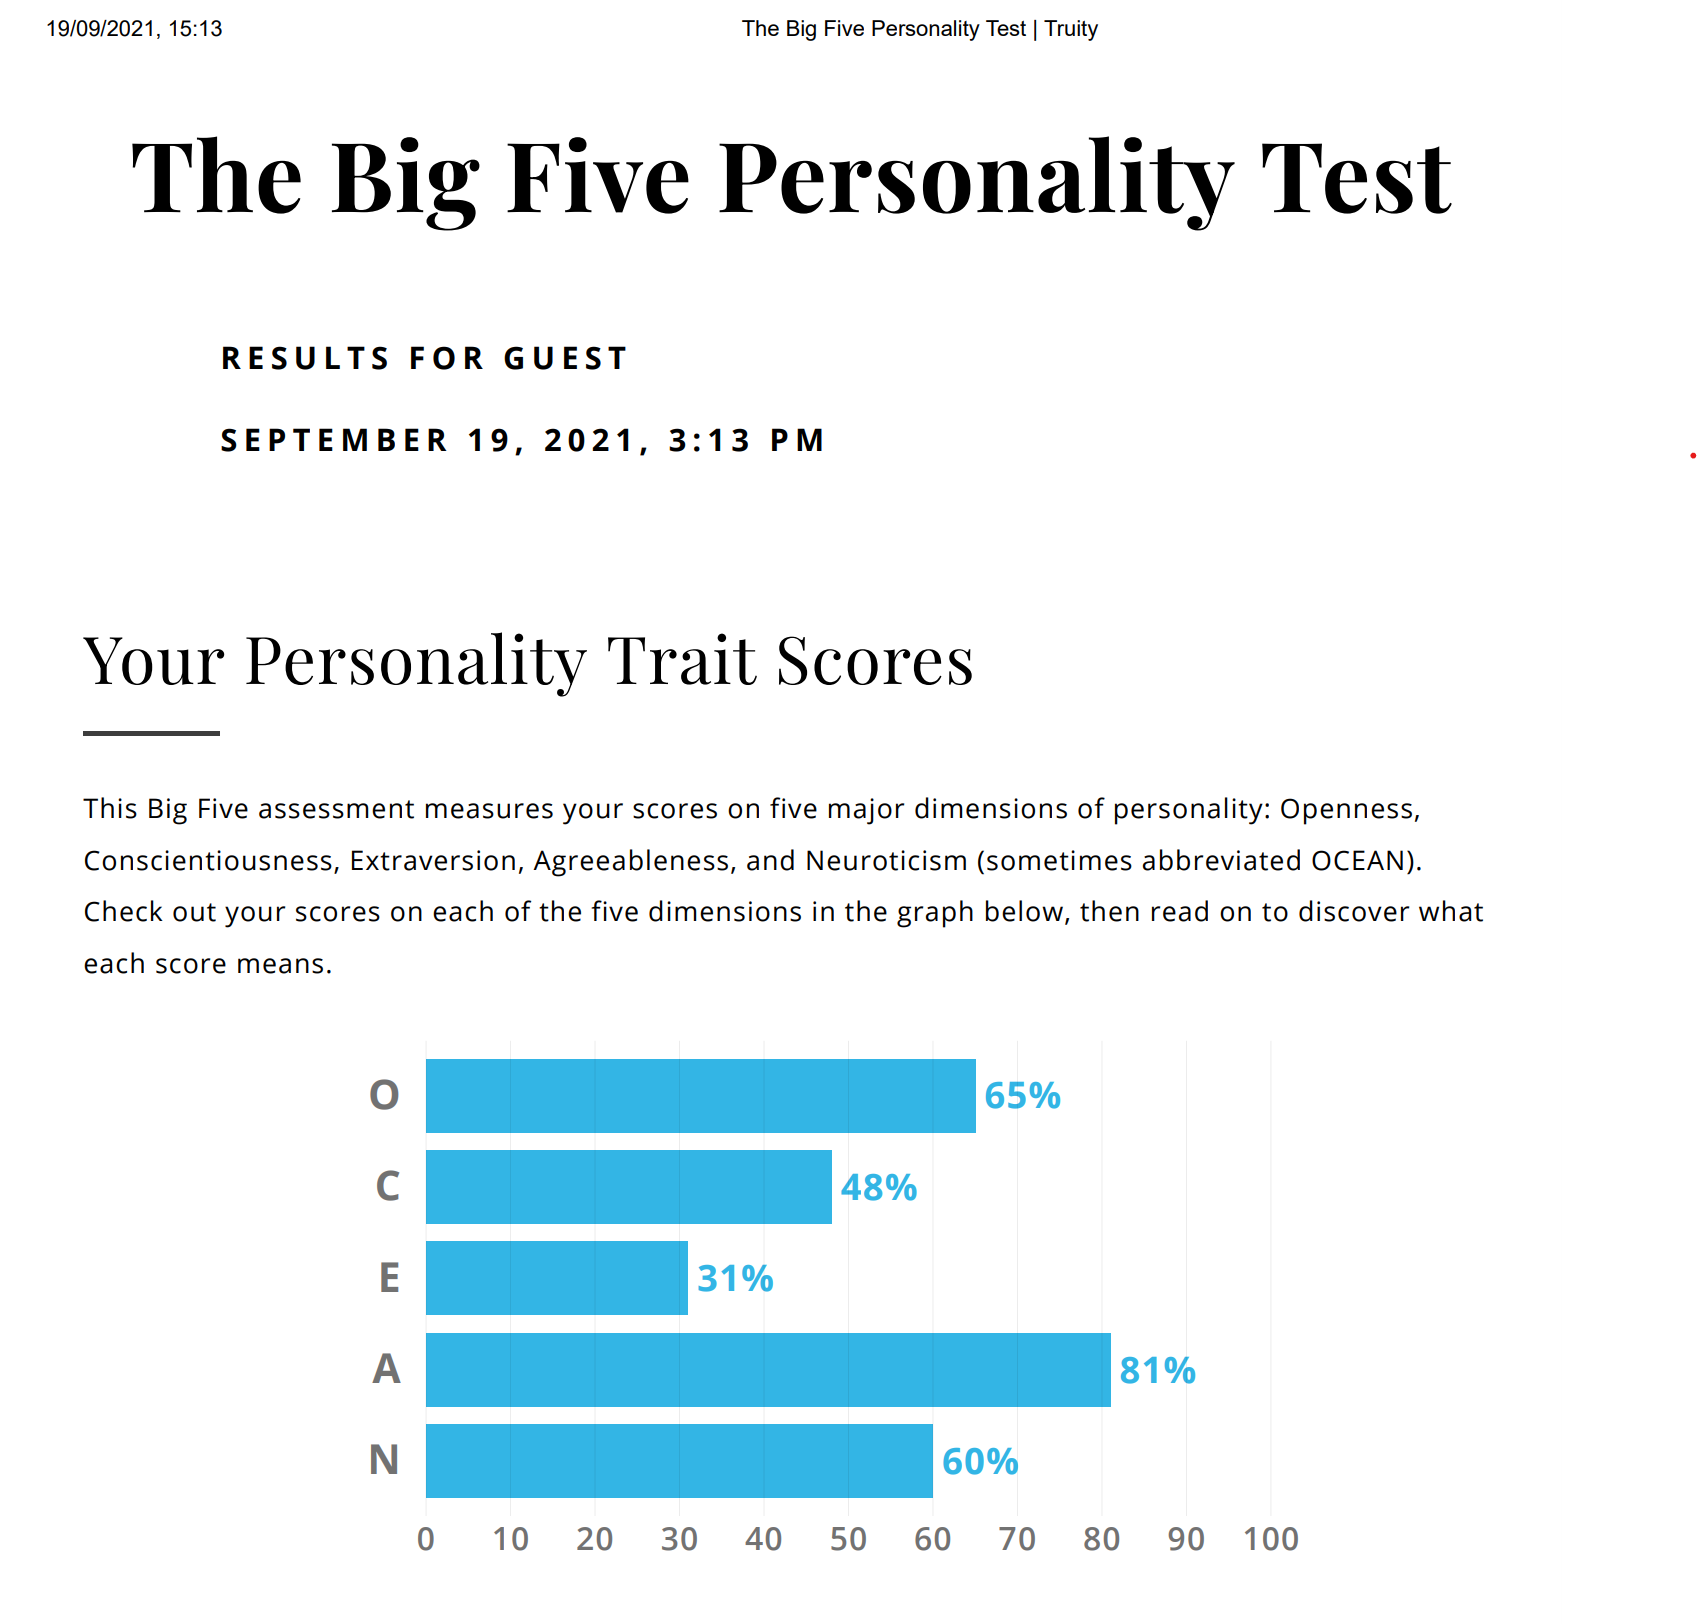 19/09/2021, 15:13
The Big Five Personality Test | Truity
The Big Five Personality Test
RESULTS FOR GUEST
SEPTEMBER 19, 2021, 3:13 PM
Your Personality Trait Scores
This Big Five assessment measures your scores on five major dimensions of personality: Openness,
Conscientiousness, Extraversion, Agreeableness, and Neuroticism (sometimes abbreviated OCEAN).
Check out your scores on each of the five dimensions in the graph below, then read on to discover what
each score means.
O 65%
C 48%
E 31%
A 81%
N 60%
0 10 20 30 40 50 60 70 80 90 100